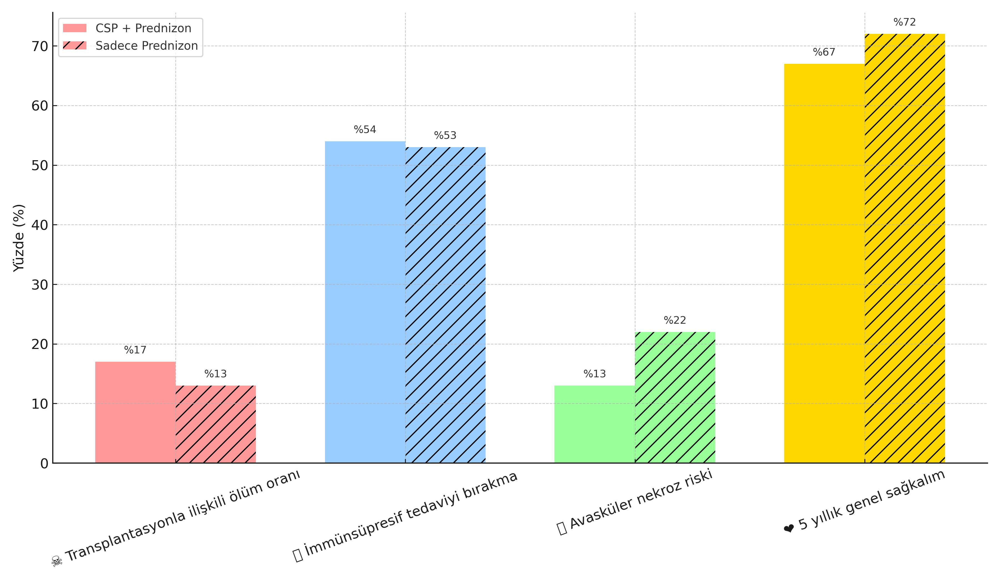 CSP + Prednizon
Sadece Prednizon
Yüzde (%)
70
60
50
40
30
20
10
0
%17
%13
%54
%53
%13
%22
%67
%72
☠ Transplantasyonla ilişkili ölüm oranı
▯ İmmünsüpresif tedaviyi bırakma
▯ Avasküler nekroz riski
❤ 5 yıllık genel sağkalım